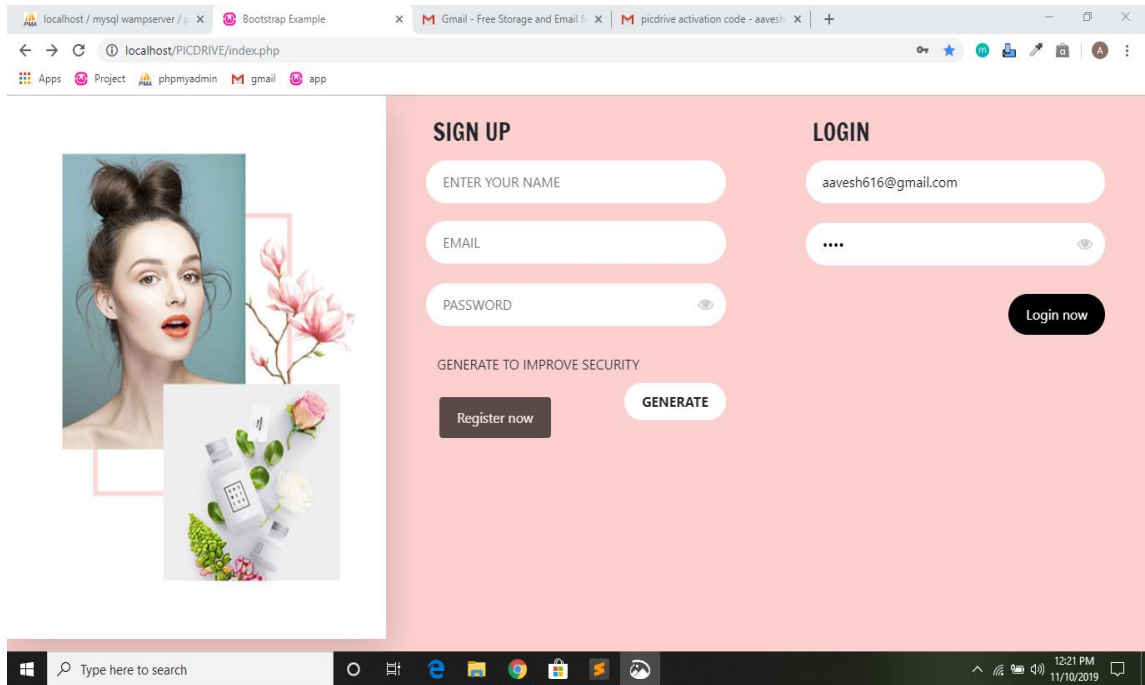 localhost / mysql wampserver / p
Bootstrap Example
Gmail - Free Storage and Email f
picdrive activation code - aavesh
localhost/PICDRIVE/index.php
Apps
Project
phpmyadmin
gmail
app
SIGN UP
ENTER YOUR NAME
EMAIL
PASSWORD
GENERATE TO IMPROVE SECURITY
GENERATE
Register now
LOGIN
aavesh616@gmail.com
••••
Login now
Type here to search
12:21 PM
11/10/2019